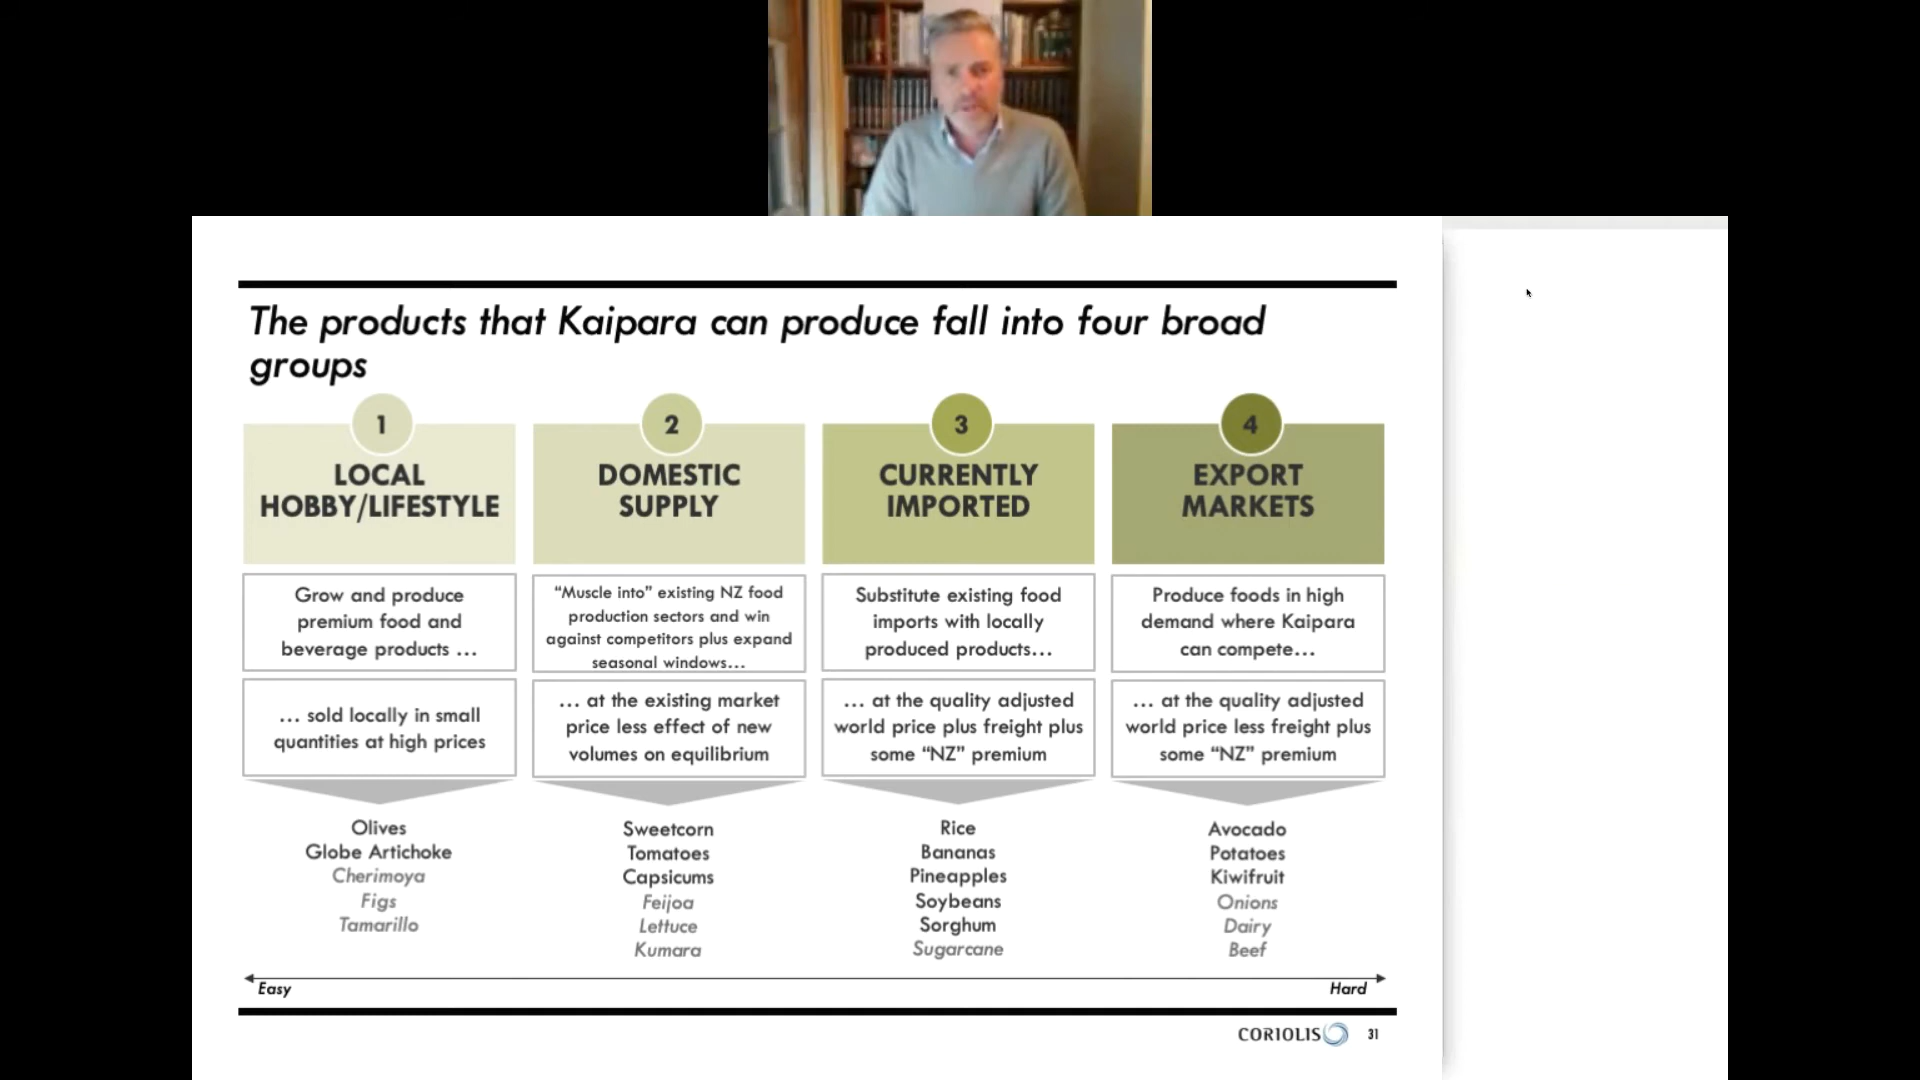 The products that Kaipara can produce fall into four broad
groups
1
LOCAL
HOBBY/LIFESTYLE
Grow and produce
premium food and
beverage products …
… sold locally in small
quantities at high prices
Olives
Globe Artichoke
Cherimoya
Figs
Tamarillo
2
DOMESTIC
SUPPLY
“Muscle into” existing NZ food
production sectors and win
against competitors plus expand
seasonal windows…
… at the existing market
price less effect of new
volumes on equilibrium
Sweetcorn
Tomatoes
Capsicums
Feijoa
Lettuce
Kumara
3
CURRENTLY
IMPORTED
Substitute existing food
imports with locally
produced products…
… at the quality adjusted
world price plus freight plus
some “NZ” premium
Rice
Bananas
Pineapples
Soybeans
Sorghum
Sugarcane
4
EXPORT
MARKETS
Produce foods in high
demand where Kaipara
can compete…
… at the quality adjusted
world price less freight plus
some “NZ” premium
Avocado
Potatoes
Kiwifruit
Onions
Dairy
Beef
Easy
Hard
CORIOLIS
31